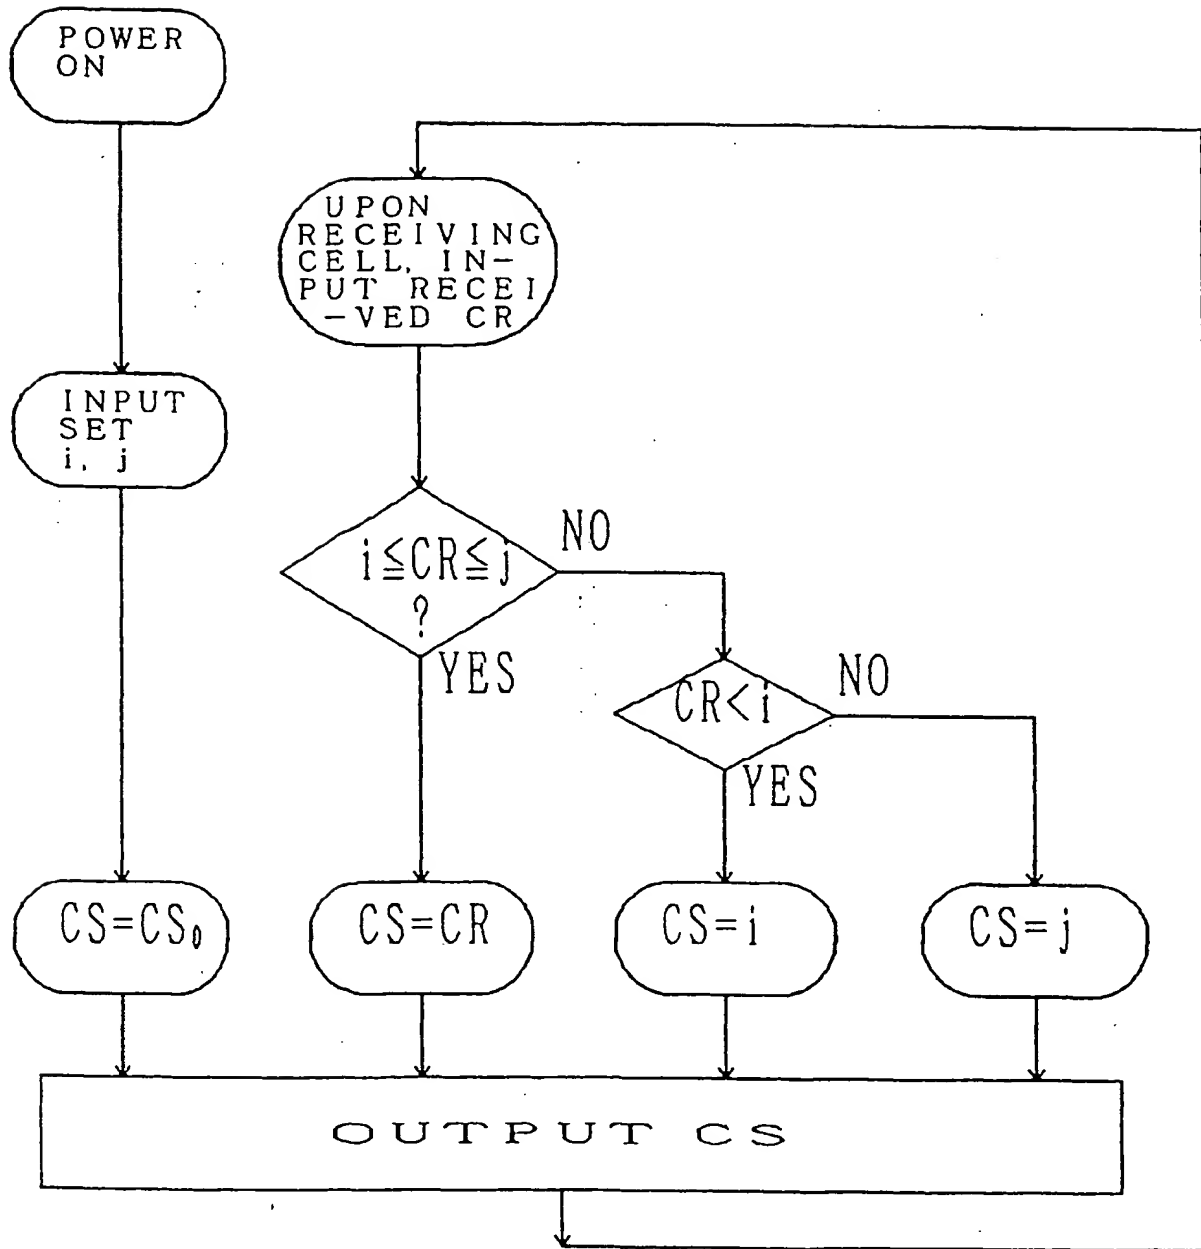 POWER
ON
UPON
RECEIVING
CELL, IN-
PUT RECEI
-VED CR
INPUT
SET
i, j
i≦CR≦j
?
NO
YES
CR<i
NO
YES
CS=CS₀
CS=CR
CS=i
CS=j
OUTPUT CS